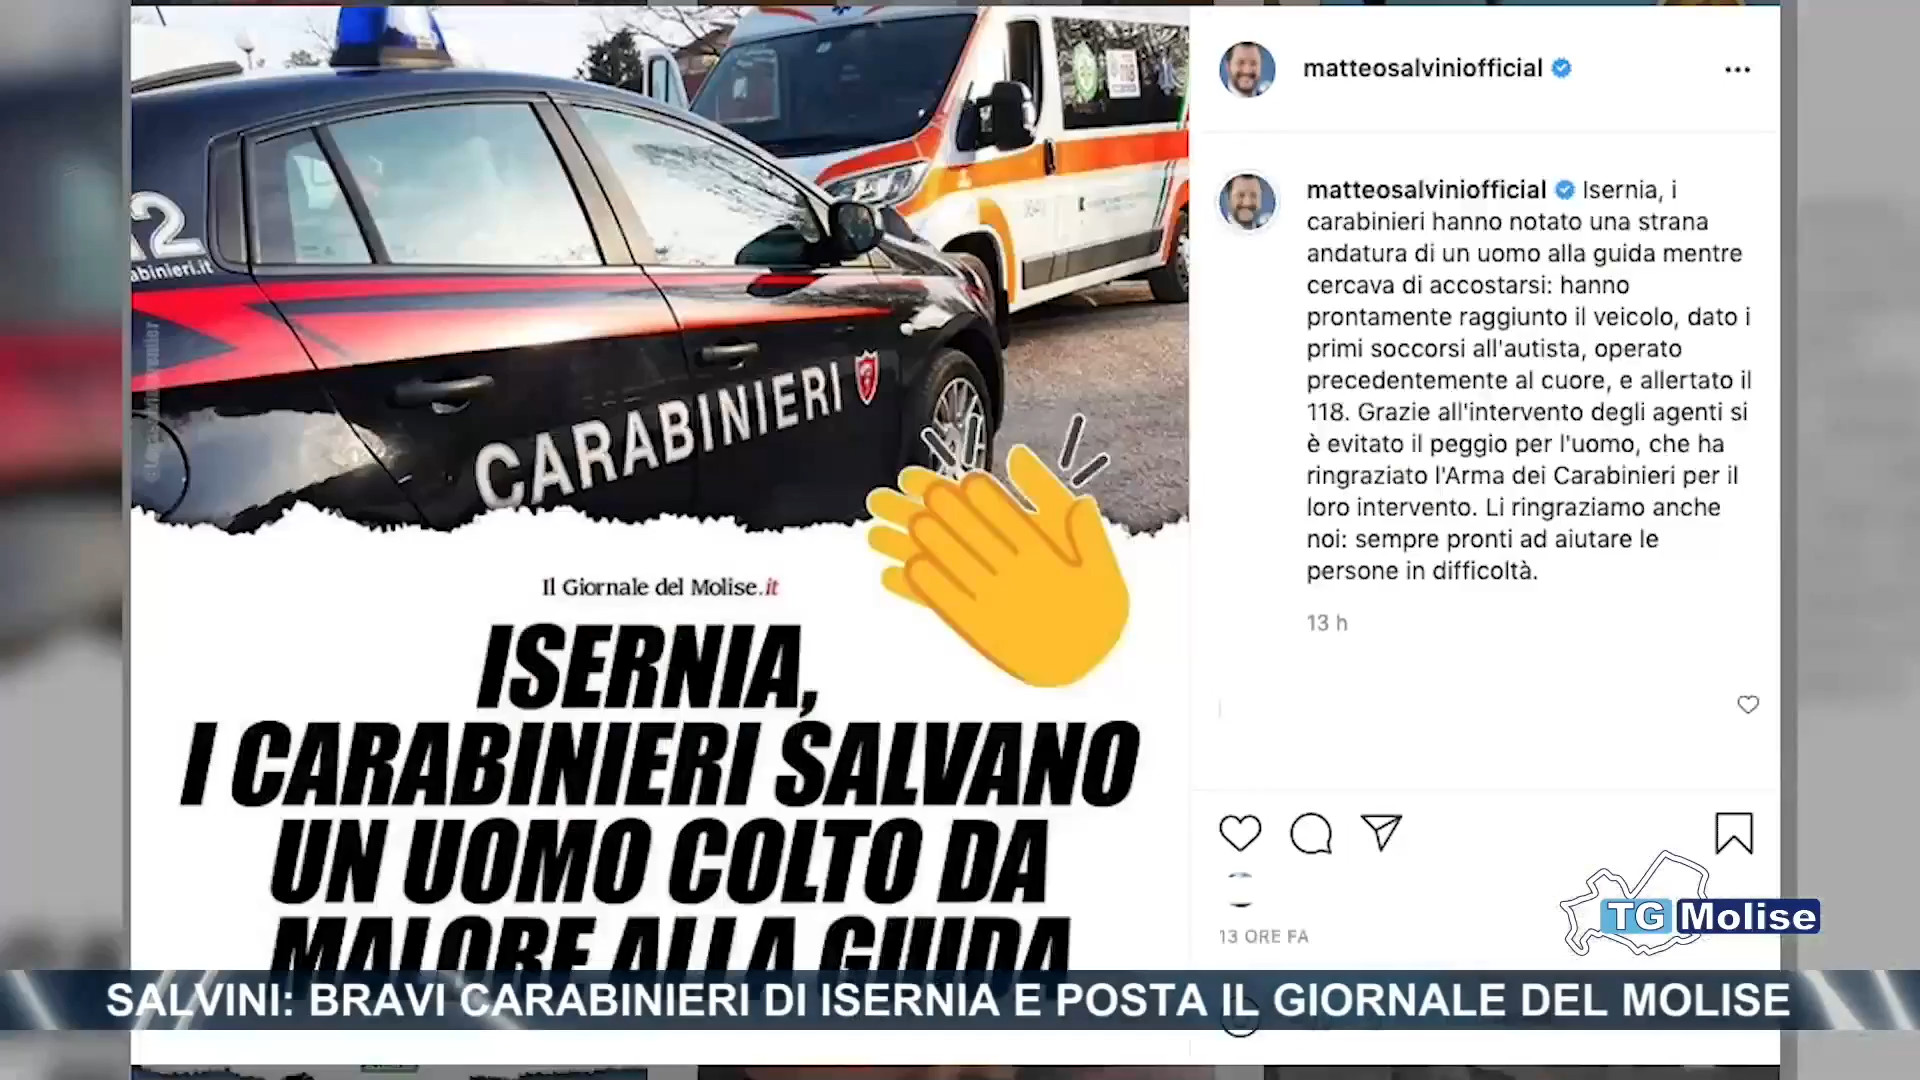 12
abinieri.it
118
CARABINIERI
Il Giornale del Molise.it
ISERNIA,
I CARABINIERI SALVANO
UN UOMO COLTO DA
MALORE ALLA GUIDA
matteosalviniofficial
matteosalviniofficial Isernia, i
carabinieri hanno notato una strana
andatura di un uomo alla guida mentre
cercava di accostarsi: hanno
prontamente raggiunto il veicolo, dato i
primi soccorsi all'autista, operato
precedentemente al cuore, e allertato il
118. Grazie all'intervento degli agenti si
è evitato il peggio per l'uomo, che ha
ringraziato l'Arma dei Carabinieri per il
loro intervento. Li ringraziamo anche
noi: sempre pronti ad aiutare le
persone in difficoltà.
13 h
13 ORE FA
TG Molise
SALVINI: BRAVI CARABINIERI DI ISERNIA E POSTA IL GIORNALE DEL MOLISE